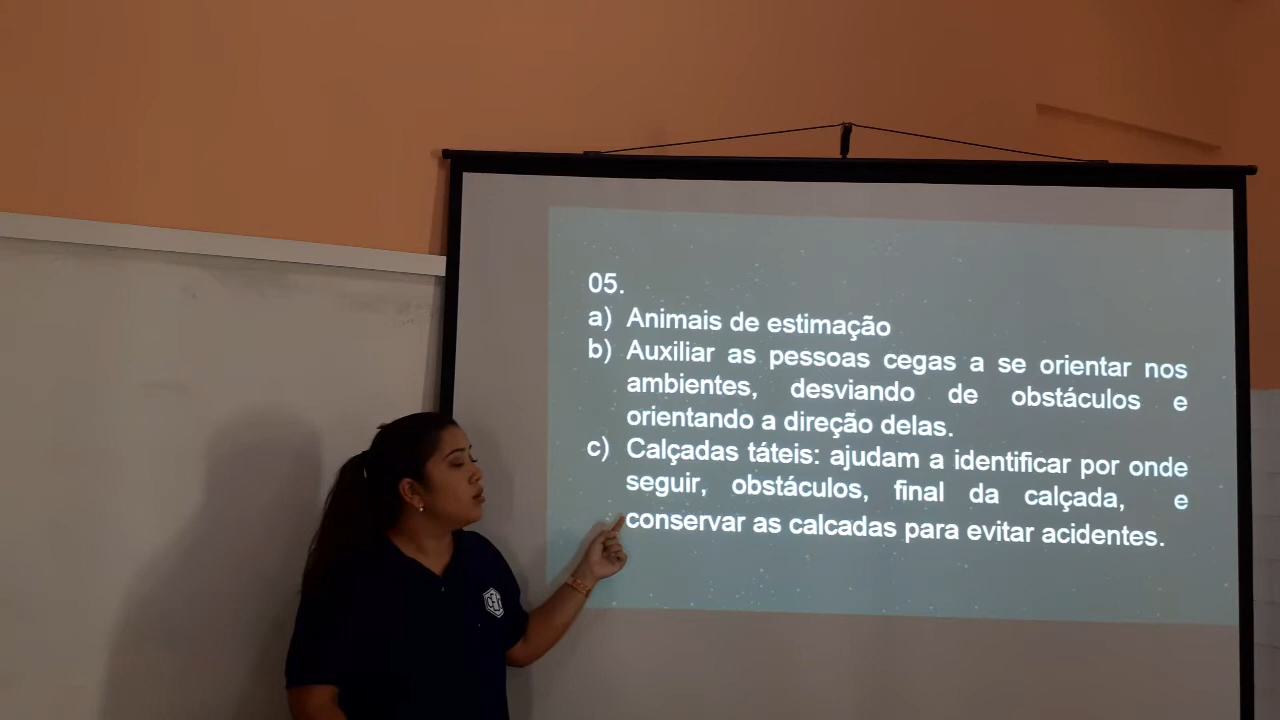 05.
a) Animais de estimação
b) Auxiliar as pessoas cegas a se orientar nos
ambientes, desviando de obstáculos e
orientando a direção delas.
c) Calçadas táteis: ajudam a identificar por onde
seguir, obstáculos, final da calçada, e
conservar as calcadas para evitar acidentes.